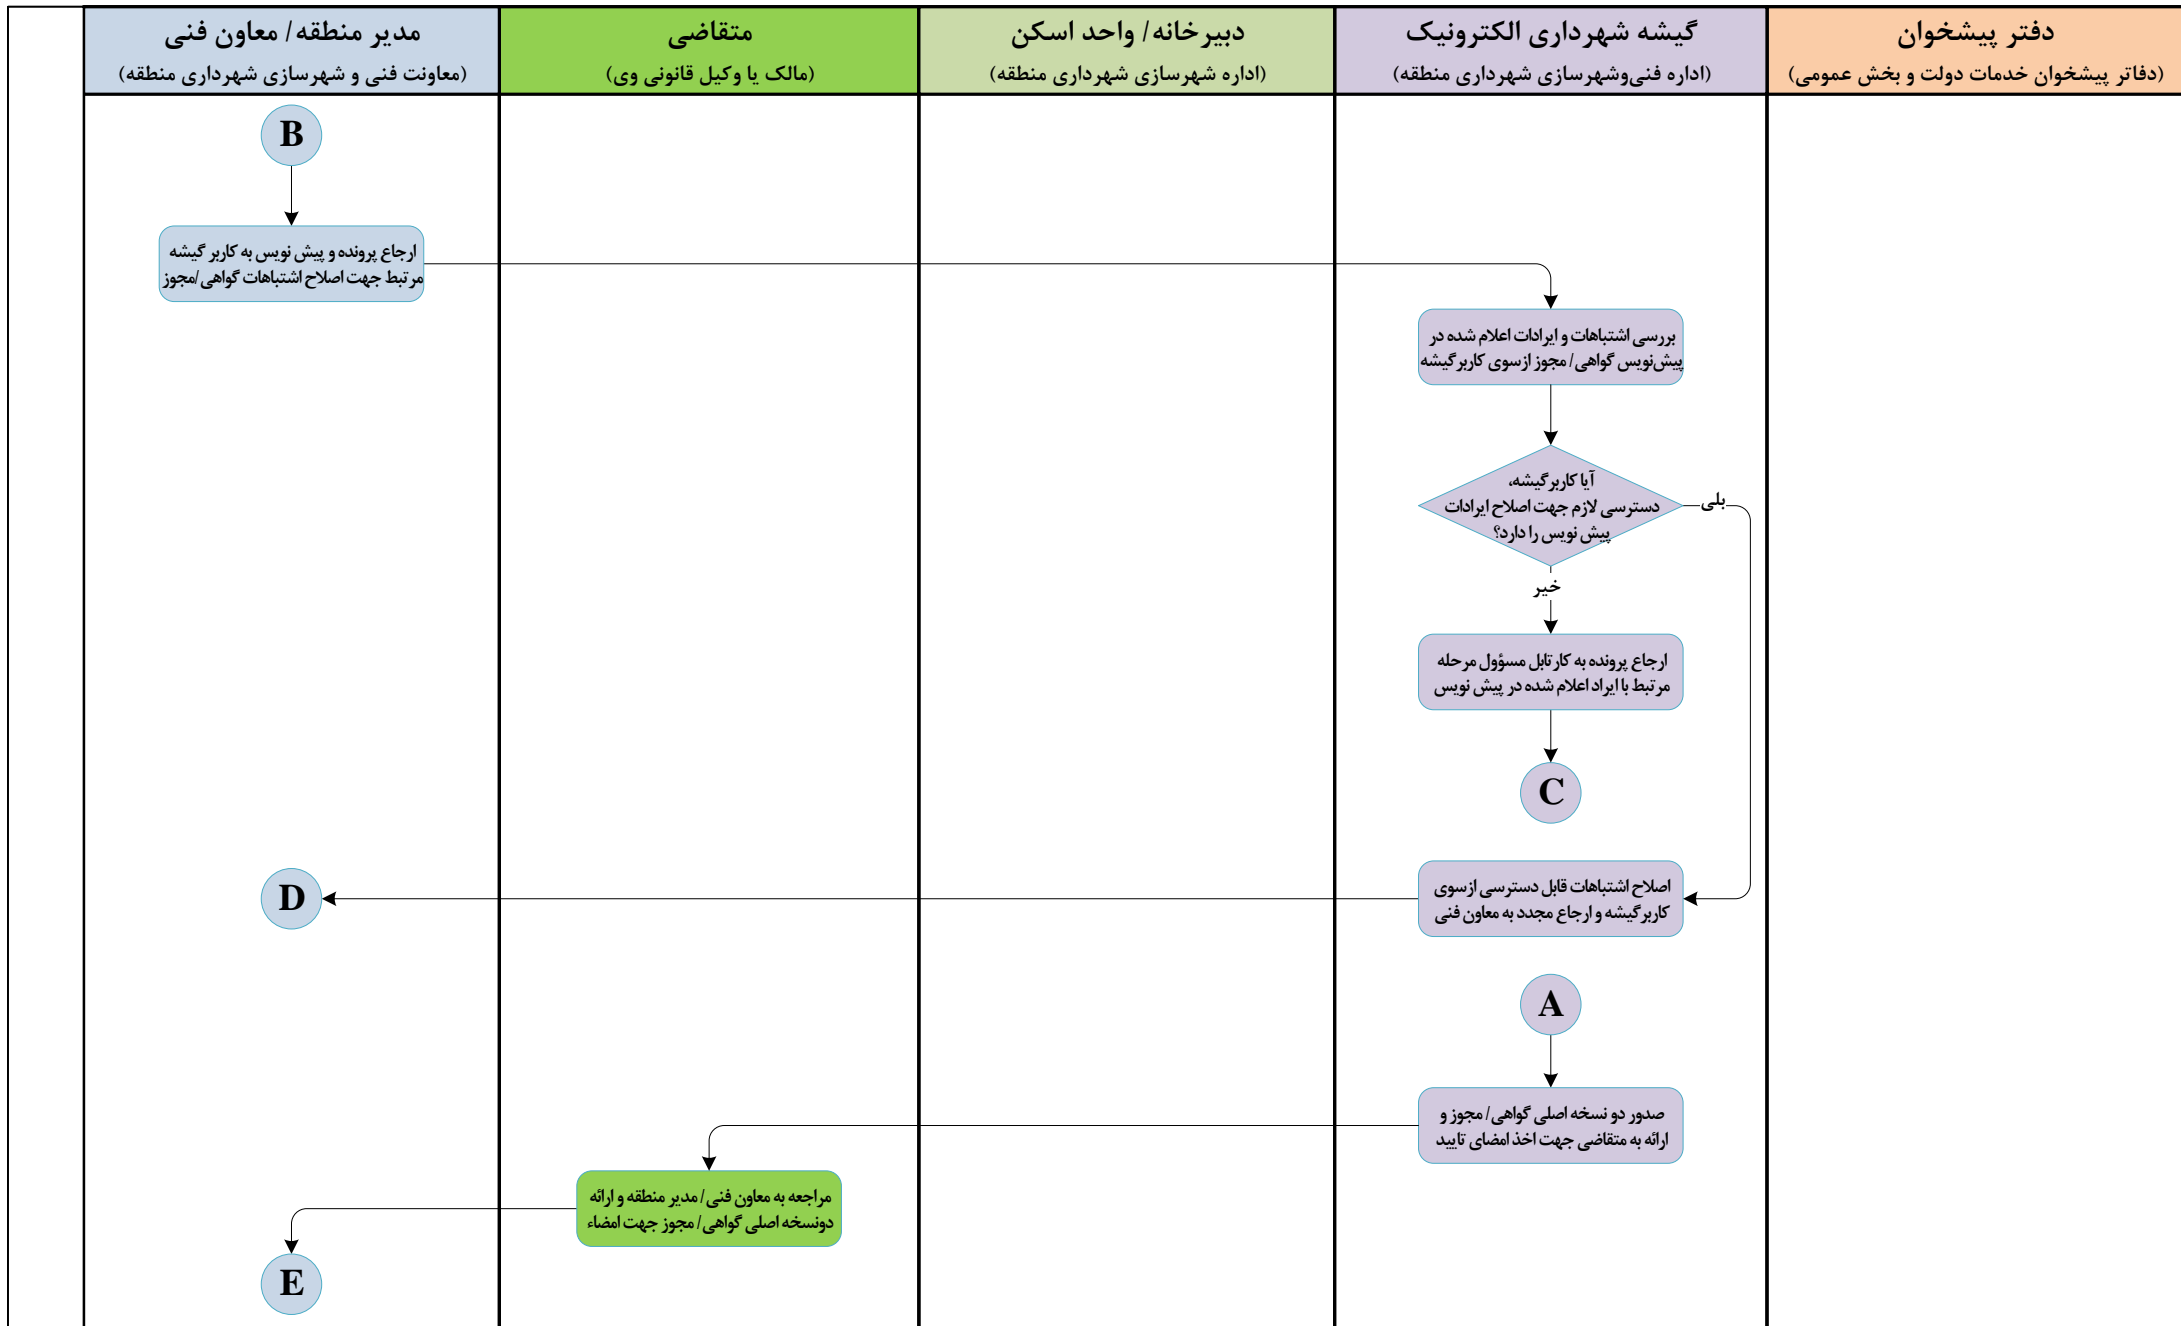 دفتر پیشخوان
(دفاتر پیشخوان خدمات دولت و بخش عمومی)
گیشه شهرداری الکترونیک
(اداره فنی‌وشهرسازی شهرداری منطقه)
دبیرخانه/ واحد اسکن
(اداره شهرسازی شهرداری منطقه)
متقاضی
(مالک یا وکیل قانونی وی)
مدیر منطقه/ معاون فنی
(معاونت فنی و شهرسازی شهرداری منطقه)
B
ارجاع پرونده و پیش نویس به کاربر گیشه
مرتبط جهت اصلاح اشتباهات گواهی/مجوز
بررسی اشتباهات و ایرادات اعلام شده در
پیش‌نویس گواهی/ مجوز ازسوی کاربرگیشه
آیا کاربرگیشه،
دسترسی لازم جهت اصلاح ایرادات
پیش نویس را دارد؟
بلی
خیر
ارجاع پرونده به کارتابل مسؤول مرحله
مرتبط با ایراد اعلام شده در پیش نویس
C
اصلاح اشتباهات قابل دسترسی ازسوی
کاربرگیشه و ارجاع مجدد به معاون فنی
D
A
صدور دو نسخه اصلی گواهی/ مجوز و
ارائه به متقاضی جهت اخذ امضای تایید
مراجعه به معاون فنی/ مدیر منطقه و ارائه
دونسخه اصلی گواهی/ مجوز جهت امضاء
E